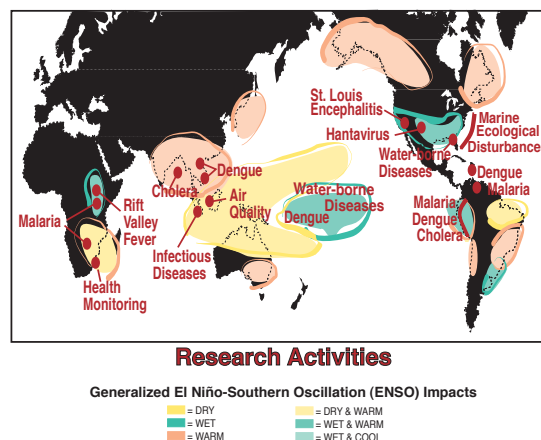 St. Louis
Encephalitis
Hantavirus
Water-borne
Diseases
Marine
Ecological
Disturbance
Dengue
Malaria
Malaria
Dengue
Cholera
Dengue
Cholera
Air
Quality
Water-borne
Diseases
Dengue
Infectious
Diseases
Malaria
Rift
Valley
Fever
Health
Monitoring
Research Activities
Generalized El Niño-Southern Oscillation (ENSO) Impacts
= DRY
= WET
= WARM
= DRY & WARM
= WET & WARM
= WET & COOL